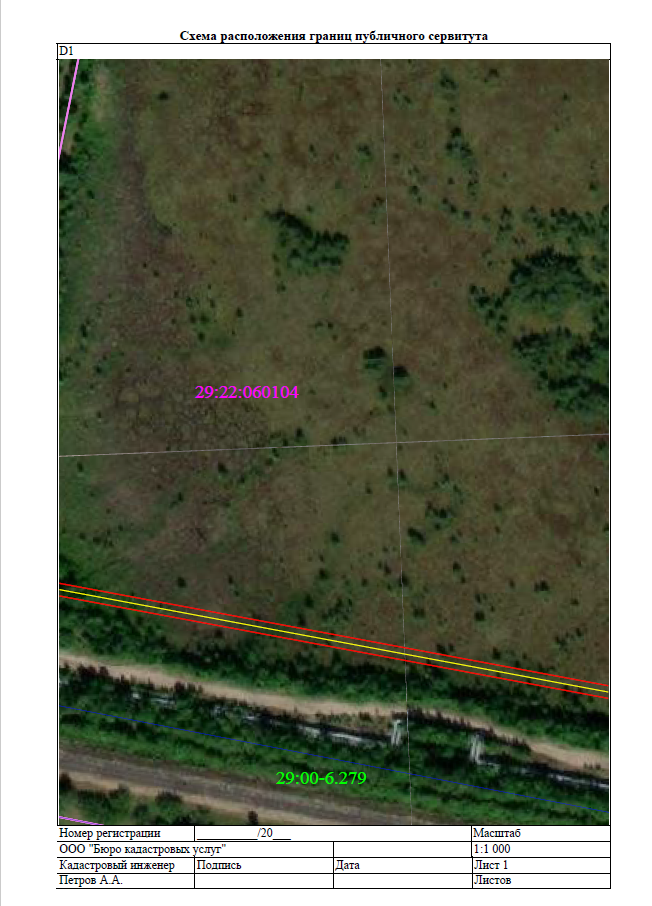 Схема расположения границ публичного сервитута
D1
29:22:060104
29:00-6.279
Номер регистрации __________/20___ Масштаб
ООО "Бюро кадастровых услуг" 1:1 000
Кадастровый инженер Подпись Дата Лист 1
Петров А.А. Листов